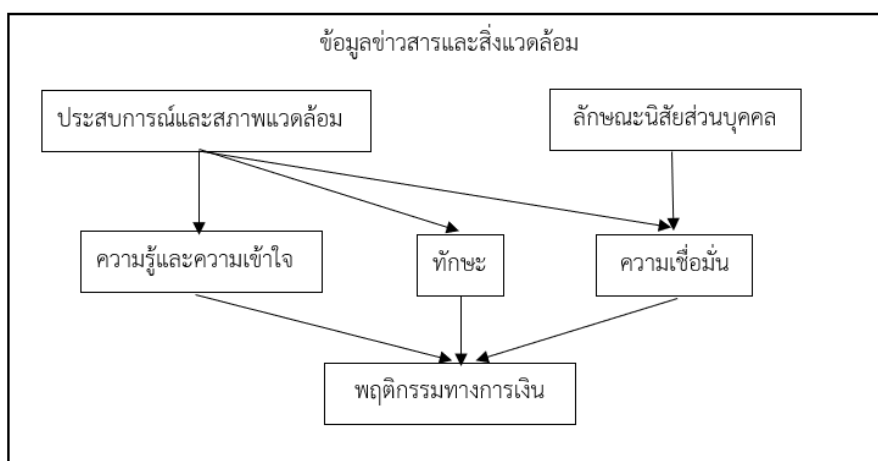 ข้อมูลข่าวสารและสิ่งแวดล้อม
ประสบการณ์และสภาพแวดล้อม
ลักษณะนิสัยส่วนบุคคล
ความรู้และความเข้าใจ
ทักษะ
ความเชื่อมั่น
พฤติกรรมทางการเงิน